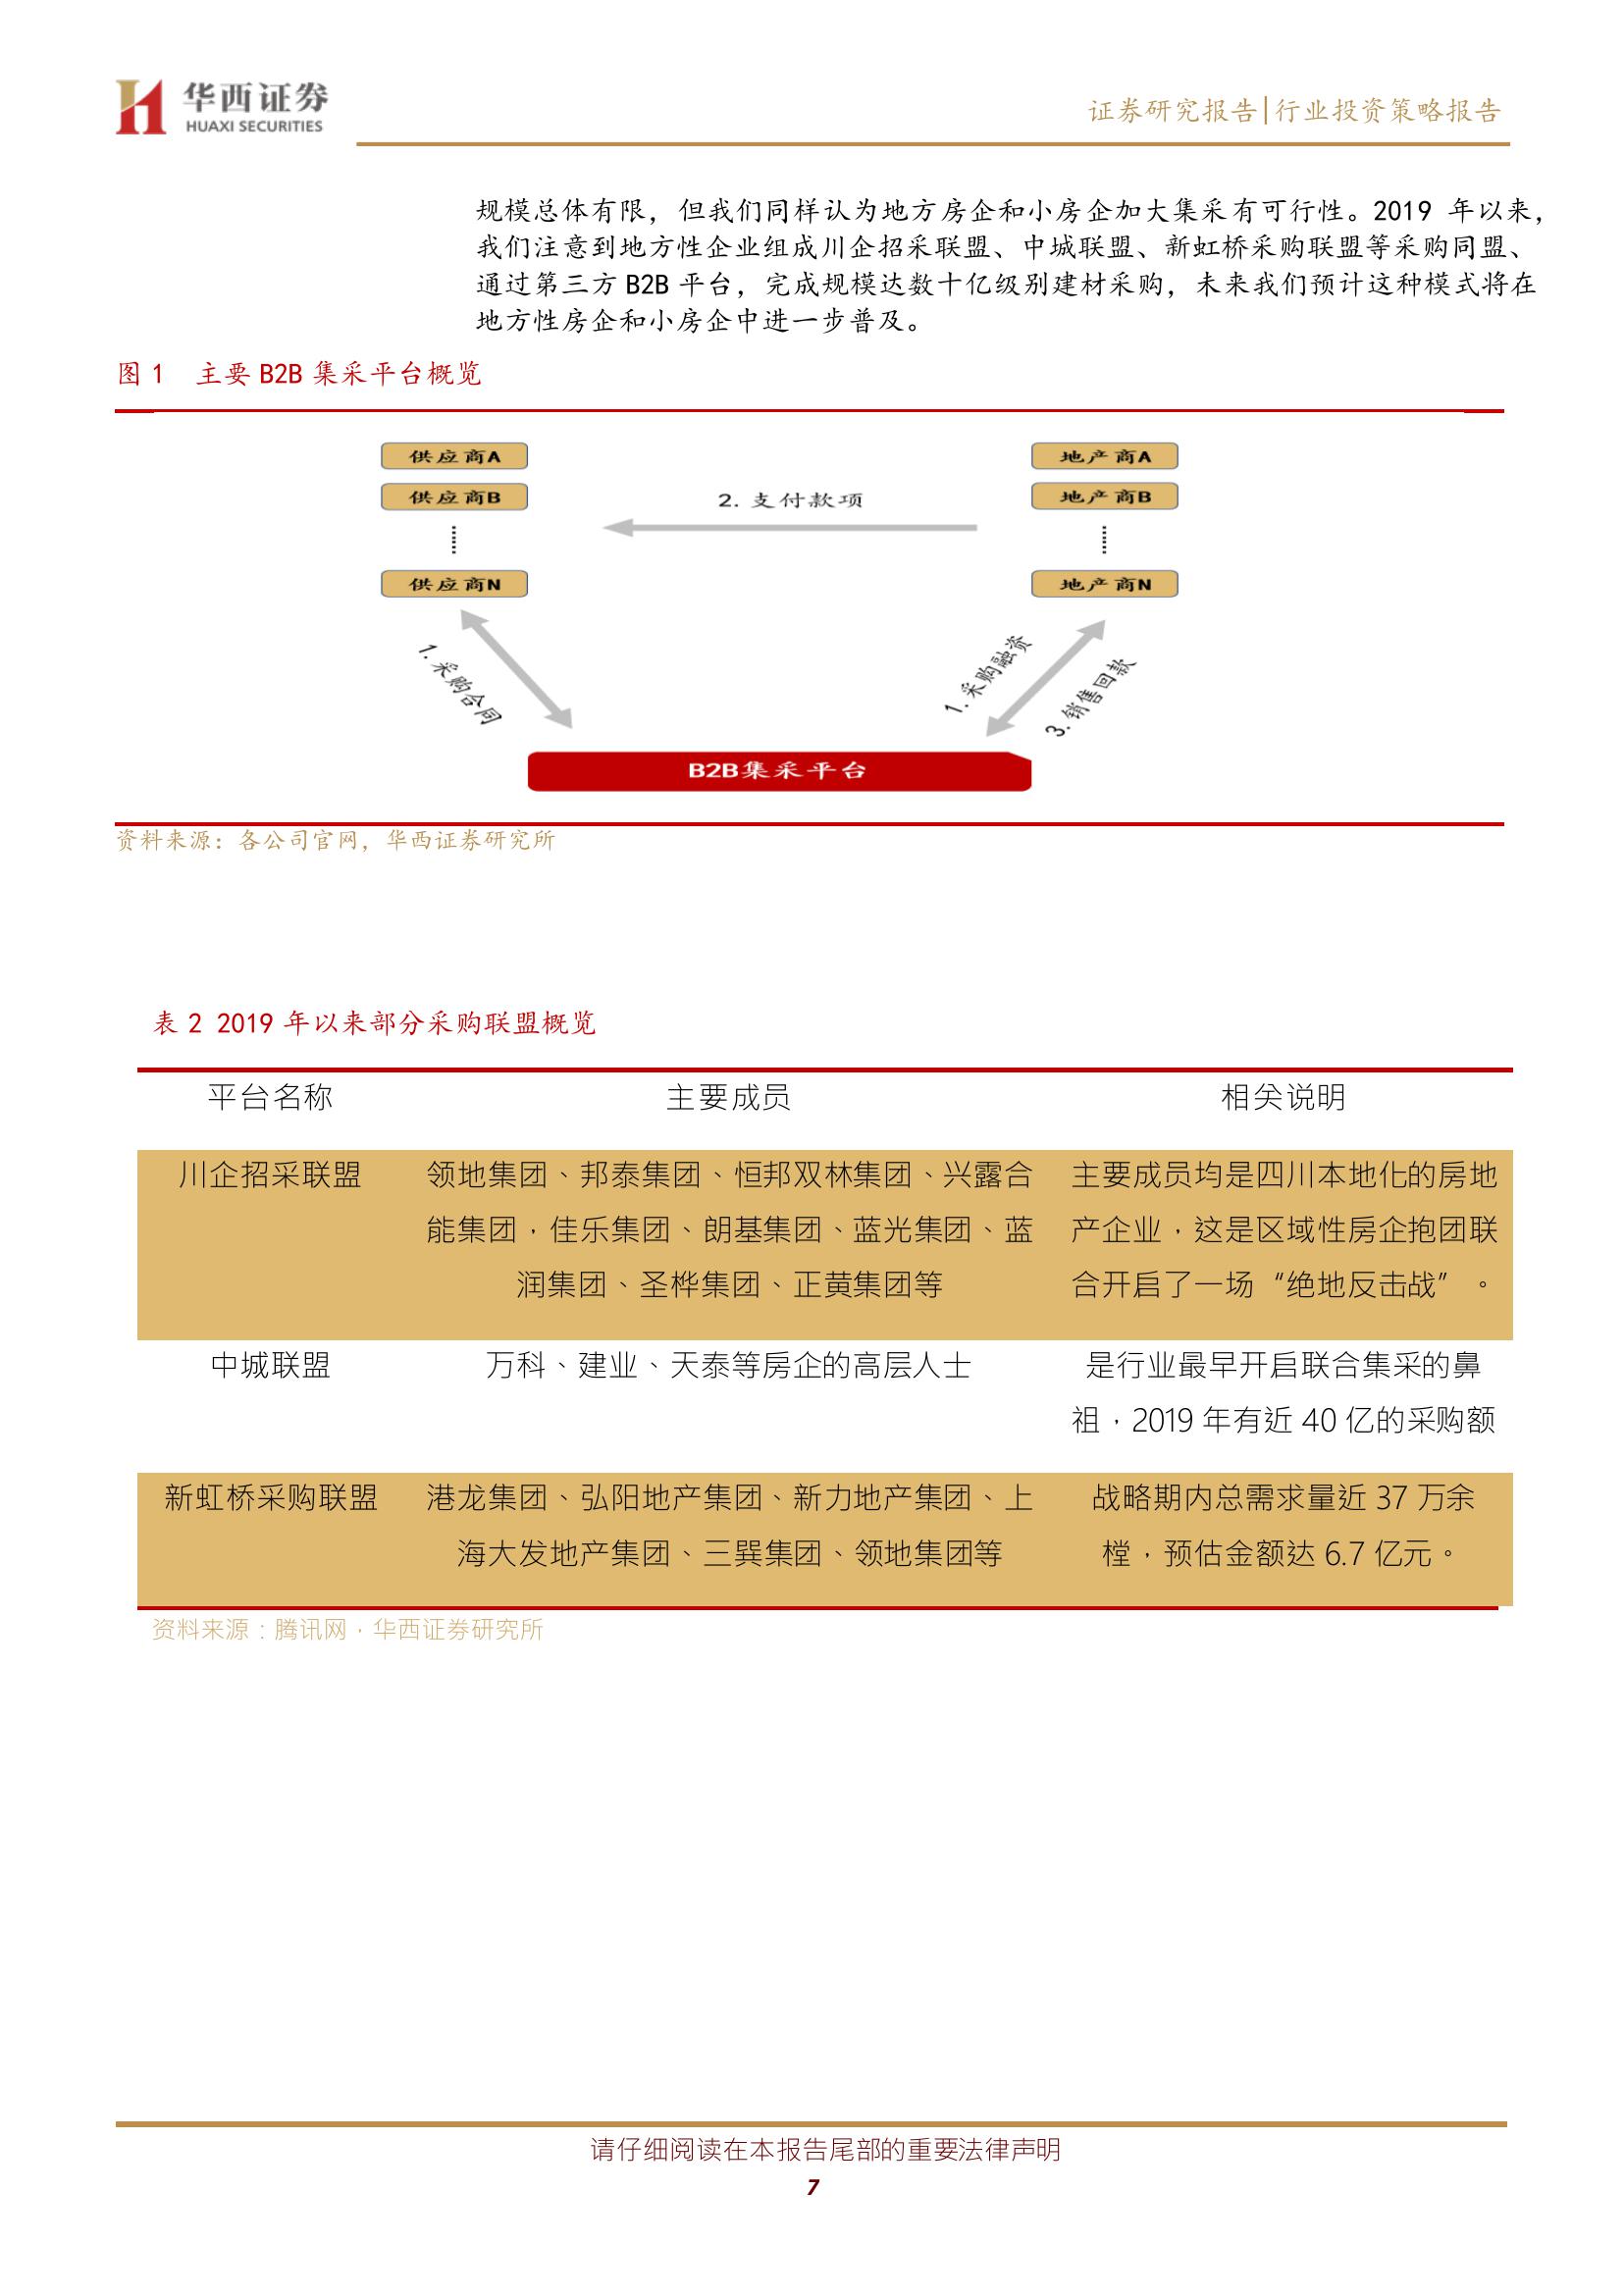 华西证券
HUAXI SECURITIES
证券研究报告|行业投资策略报告
规模总体有限，但我们同样认为地方房企和小房企加大集采有可行性。2019 年以来，
我们注意到地方性企业组成川企招采联盟、中城联盟、新虹桥采购联盟等采购同盟、
通过第三方 B2B 平台，完成规模达数十亿级别建材采购，未来我们预计这种模式将在
地方性房企和小房企中进一步普及。
图 1 主要 B2B 集采平台概览
供应商A
供应商B
供应商N
2. 支付款项
地产商A
地产商B
地产商N
1. 采购合同
1. 采购融资
3. 销售回款
B2B集采平台
资料来源：各公司官网，华西证券研究所
表 2 2019 年以来部分采购联盟概览
平台名称 主要成员 相关说明
川企招采联盟 领地集团、邦泰集团、恒邦双林集团、兴露合 主要成员均是四川本地化的房地
能集团，佳乐集团、朗基集团、蓝光集团、蓝 产企业，这是区域性房企抱团联
润集团、圣桦集团、正黄集团等 合开启了一场“绝地反击战”。
中城联盟 万科、建业、天泰等房企的高层人士 是行业最早开启联合集采的鼻
祖，2019 年有近 40 亿的采购额
新虹桥采购联盟 港龙集团、弘阳地产集团、新力地产集团、上 战略期内总需求量近 37 万余
海大发地产集团、三巽集团、领地集团等 樘，预估金额达 6.7 亿元。
资料来源：腾讯网，华西证券研究所
请仔细阅读在本报告尾部的重要法律声明
7